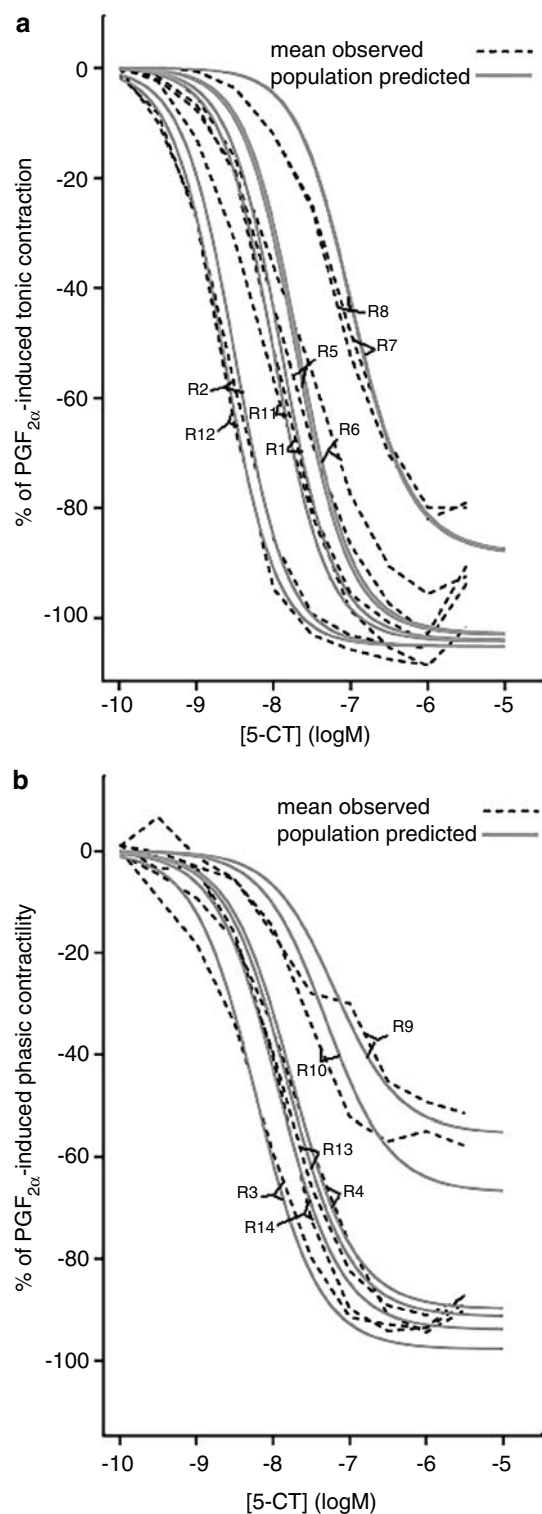 a
mean observed
population predicted
0
-20
-40
-60
-80
-100
% of PGF2α-induced tonic contraction
R8
R7
R5
R2
R11
R6
R12
R1
-10 -9 -8 -7 -6 -5
[5-CT] (logM)
b
mean observed
population predicted
0
-20
-40
-60
-80
-100
% of PGF2α-induced phasic contractility
R9
R10
R13
R3
R4
R14
-10 -9 -8 -7 -6 -5
[5-CT] (logM)